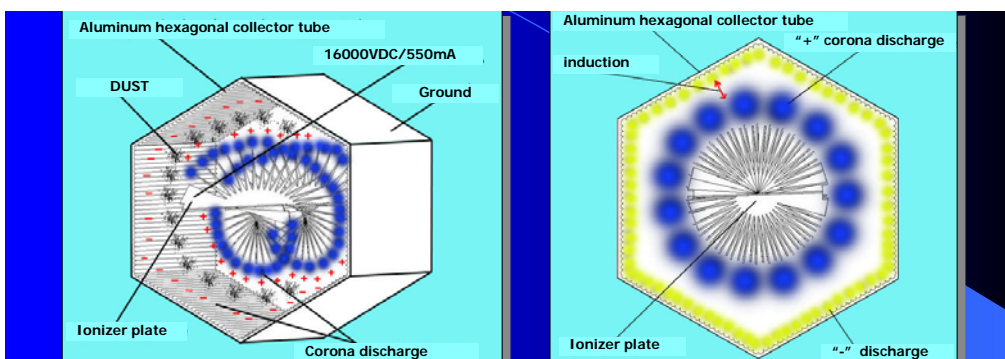 Aluminum hexagonal collector tube
16000VDC/550mA
DUST
Ground
Ionizer plate
Corona discharge
Aluminum hexagonal collector tube
“+” corona discharge
induction
Ionizer plate
“-” discharge